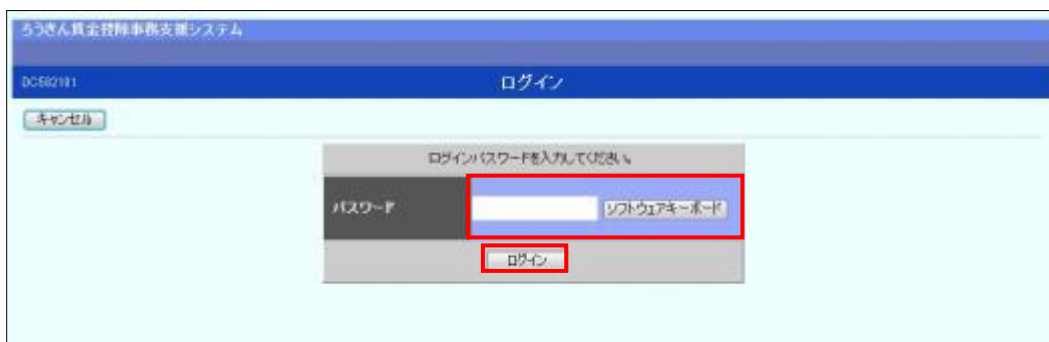 ろうきん賃金控除事務支援システム
DC502101
ログイン
キャンセル
ログインパスワードを入力してください。
パスワード
ソフトウェアキーボード
ログイン